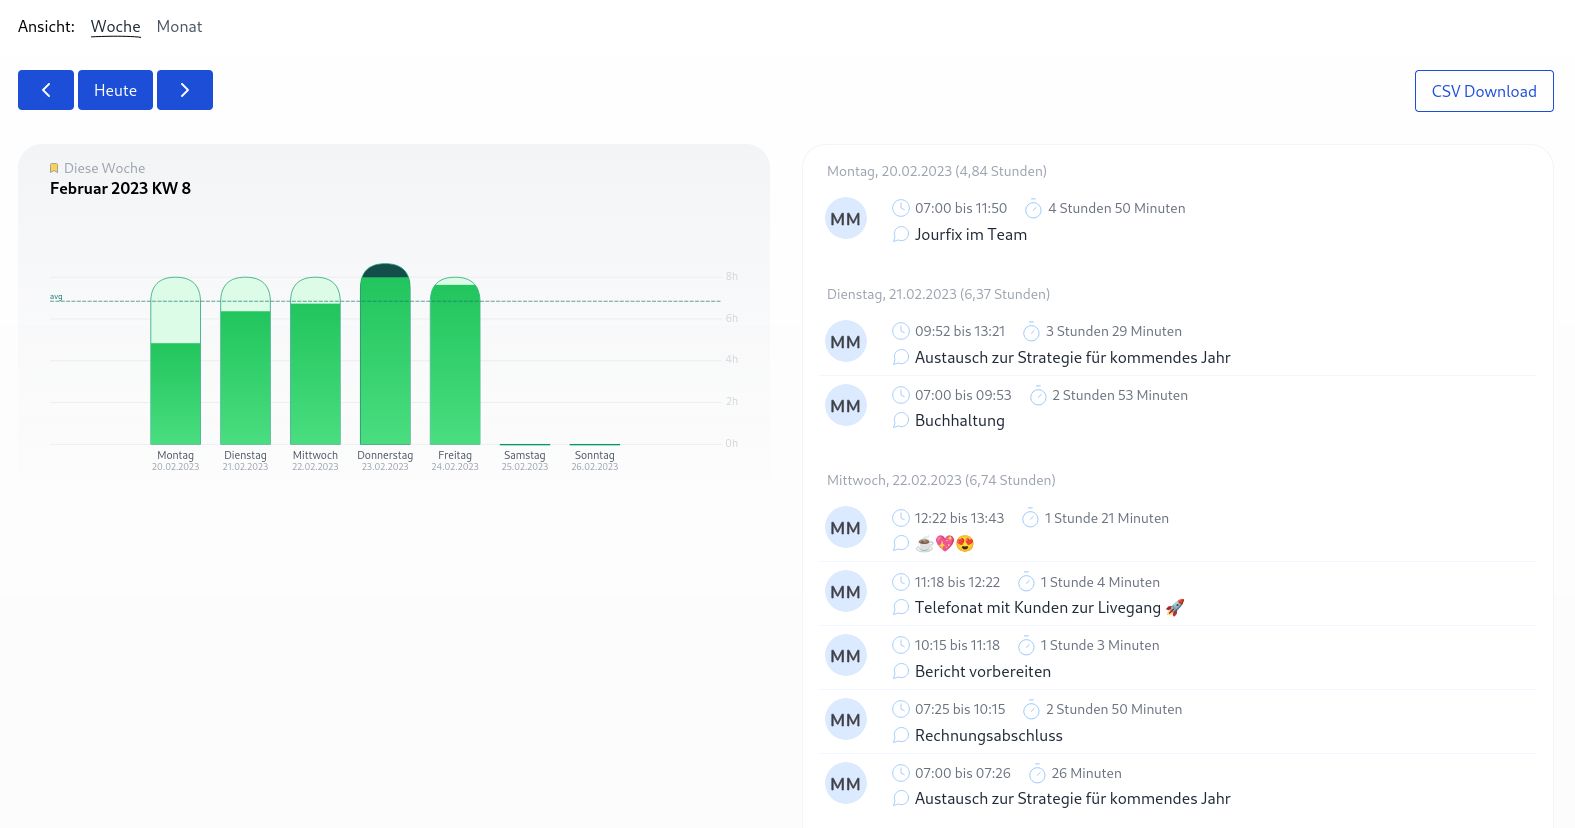 Ansicht: Woche Monat
Heute
CSV Download
Diese Woche
Februar 2023 KW 8
8h
avg
6h
4h
2h
0h
Montag Dienstag Mittwoch Donnerstag Freitag Samstag Sonntag
20.02.2023 21.02.2023 22.02.2023 23.02.2023 24.02.2023 25.02.2023 26.02.2023
Montag, 20.02.2023 (4,84 Stunden)
MM 07:00 bis 11:50 4 Stunden 50 Minuten
Jourfix im Team
Dienstag, 21.02.2023 (6,37 Stunden)
MM 09:52 bis 13:21 3 Stunden 29 Minuten
Austausch zur Strategie für kommendes Jahr
MM 07:00 bis 09:53 2 Stunden 53 Minuten
Buchhaltung
Mittwoch, 22.02.2023 (6,74 Stunden)
MM 12:22 bis 13:43 1 Stunde 21 Minuten
☕💖😍
MM 11:18 bis 12:22 1 Stunde 4 Minuten
Telefonat mit Kunden zur Livegang 🚀
MM 10:15 bis 11:18 1 Stunde 3 Minuten
Bericht vorbereiten
MM 07:25 bis 10:15 2 Stunden 50 Minuten
Rechnungsabschluss
MM 07:00 bis 07:26 26 Minuten
Austausch zur Strategie für kommendes Jahr